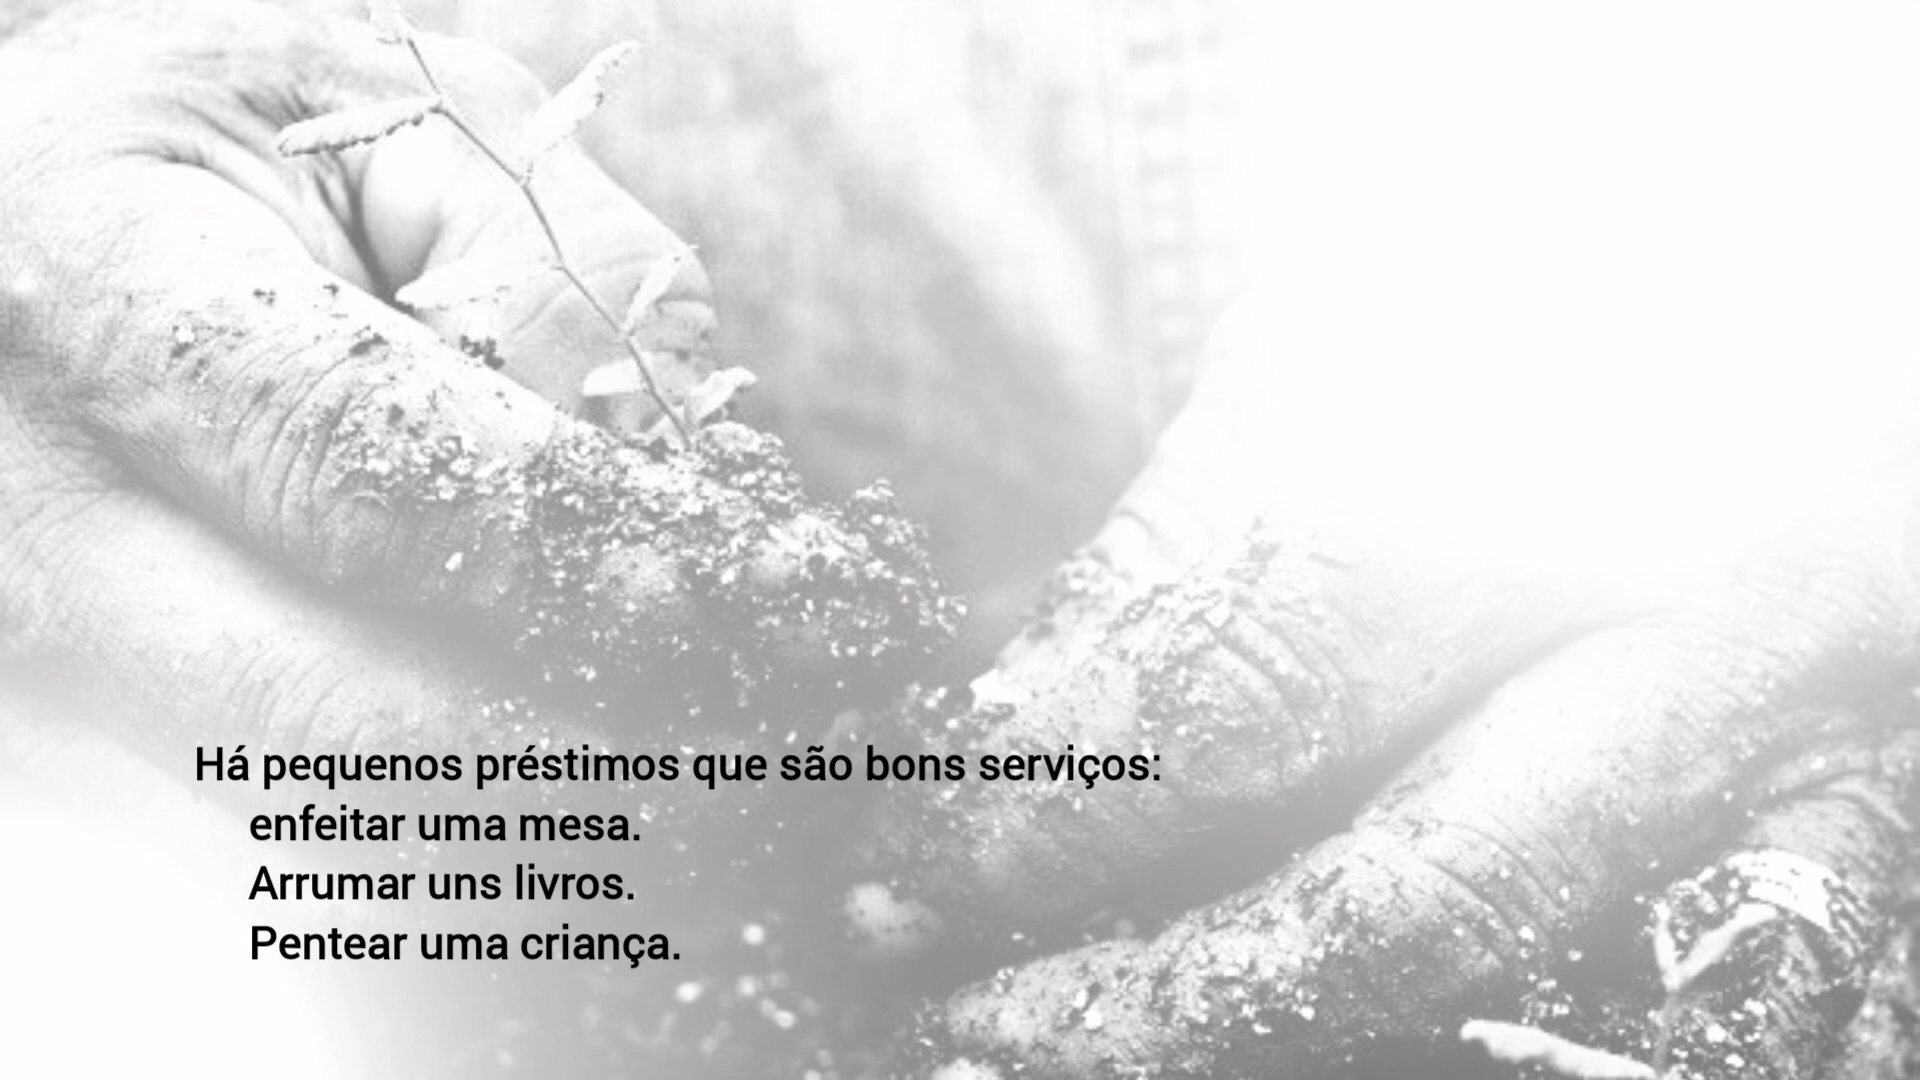 Há pequenos préstimos que são bons serviços:
enfeitar uma mesa.
Arrumar uns livros.
Pentear uma criança.